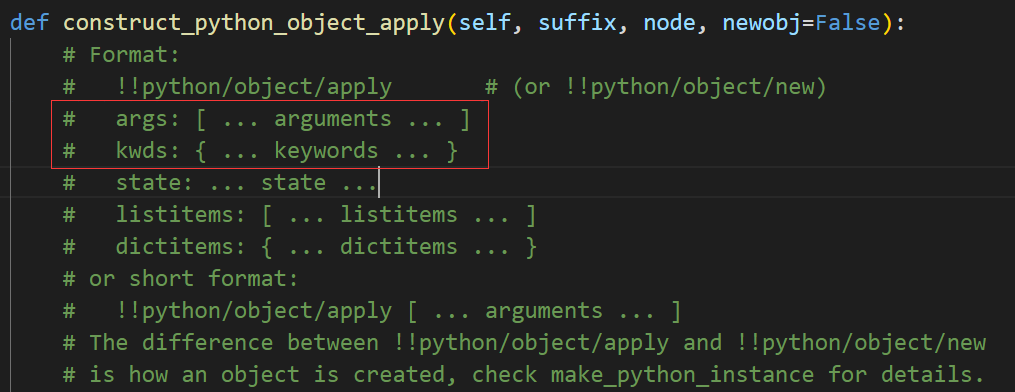 def construct_python_object_apply(self, suffix, node, newobj=False):
# Format:
#   !!python/object/apply       # (or !!python/object/new)
#   args: [ ... arguments ... ]
#   kwds: { ... keywords ... }
#   state: ... state ...
#   listitems: [ ... listitems ... ]
#   dictitems: { ... dictitems ... }
# or short format:
#   !!python/object/apply [ ... arguments ... ]
# The difference between !!python/object/apply and !!python/object/new
# is how an object is created, check make_python_instance for details.